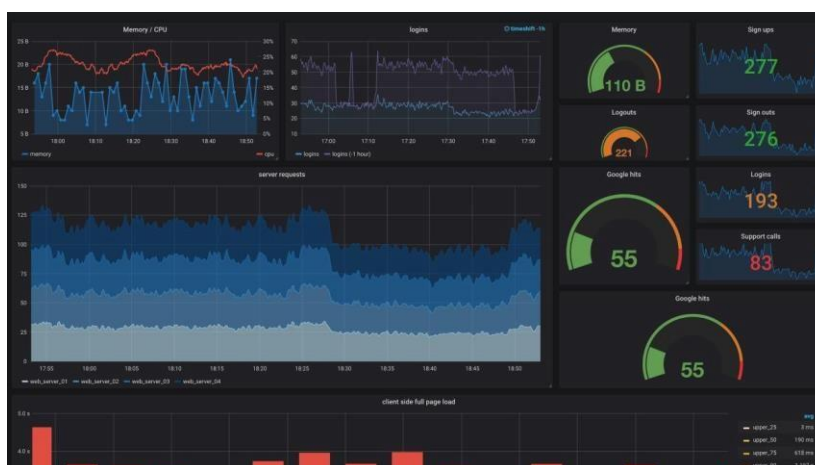 Memory / CPU
25 B
20 B
15 B
10 B
5 B
30%
25%
20%
15%
10%
5%
0%
18:00
18:10
18:20
18:30
18:40
18:50
memory
cpu
logins
timeshift -1h
70
60
50
40
30
20
10
17:00
17:10
17:20
17:30
17:40
17:50
logins
logins (-1 hour)
Memory
110 B
Sign ups
277
Logouts
221
Sign outs
276
server requests
150
125
100
75
50
25
0
17:55
18:00
18:05
18:10
18:15
18:20
18:25
18:30
18:35
18:40
18:45
18:50
web_server_01
web_server_02
web_server_03
web_server_04
Google hits
55
Logins
193
Support calls
83
Google hits
55
client side full page load
5.0 s
4.0 s
avg
upper_25 3 ms
upper_50 190 ms
upper_75 618 ms